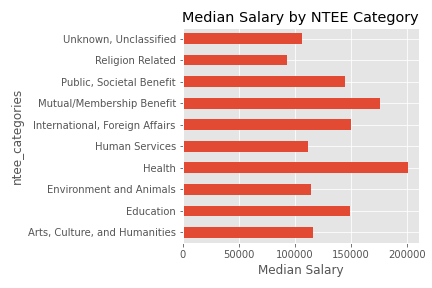 Median Salary by NTEE Category
ntee_categories
Unknown, Unclassified
Religion Related
Public, Societal Benefit
Mutual/Membership Benefit
International, Foreign Affairs
Human Services
Health
Environment and Animals
Education
Arts, Culture, and Humanities
0 50000 100000 150000 200000
Median Salary